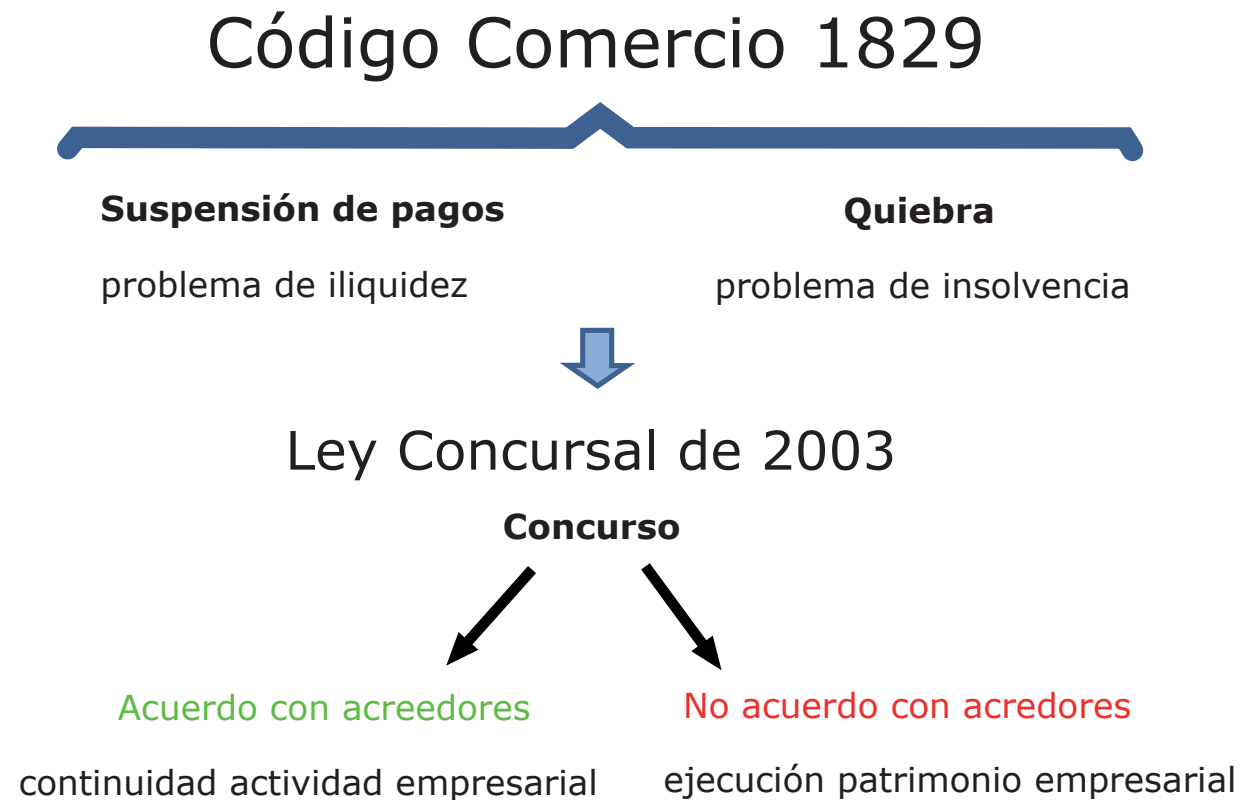 Código Comercio 1829
Suspensión de pagos
Quiebra
problema de iliquidez
problema de insolvencia
Ley Concursal de 2003
Concurso
Acuerdo con acreedores
No acuerdo con acredores
continuidad actividad empresarial
ejecución patrimonio empresarial